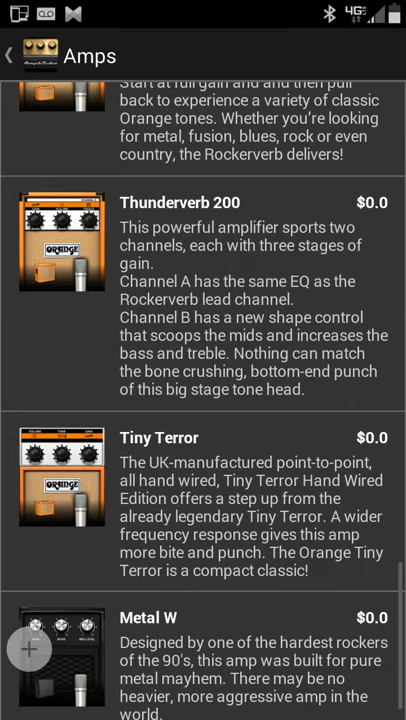 4G
Amps
Start at full gain and and then pull
back to experience a variety of classic
Orange tones. Whether you're looking
for metal, fusion, blues, rock or even
country, the Rockerverb delivers!
Thunderverb 200 $0.0
This powerful amplifier sports two
channels, each with three stages of
gain.
Channel A has the same EQ as the
Rockerverb lead channel.
Channel B has a new shape control
that scoops the mids and increases the
bass and treble. Nothing can match
the bone crushing, bottom-end punch
of this big stage tone head.
ORANGE
Tiny Terror $0.0
The UK-manufactured point-to-point,
all hand wired, Tiny Terror Hand Wired
Edition offers a step up from the
already legendary Tiny Terror. A wider
frequency response gives this amp
more bite and punch. The Orange Tiny
Terror is a compact classic!
VOLUME TONE GAIN
ORANGE
Metal W $0.0
Designed by one of the hardest rockers
of the 90's, this amp was built for pure
metal mayhem. There may be no
heavier, more aggressive amp in the
world.